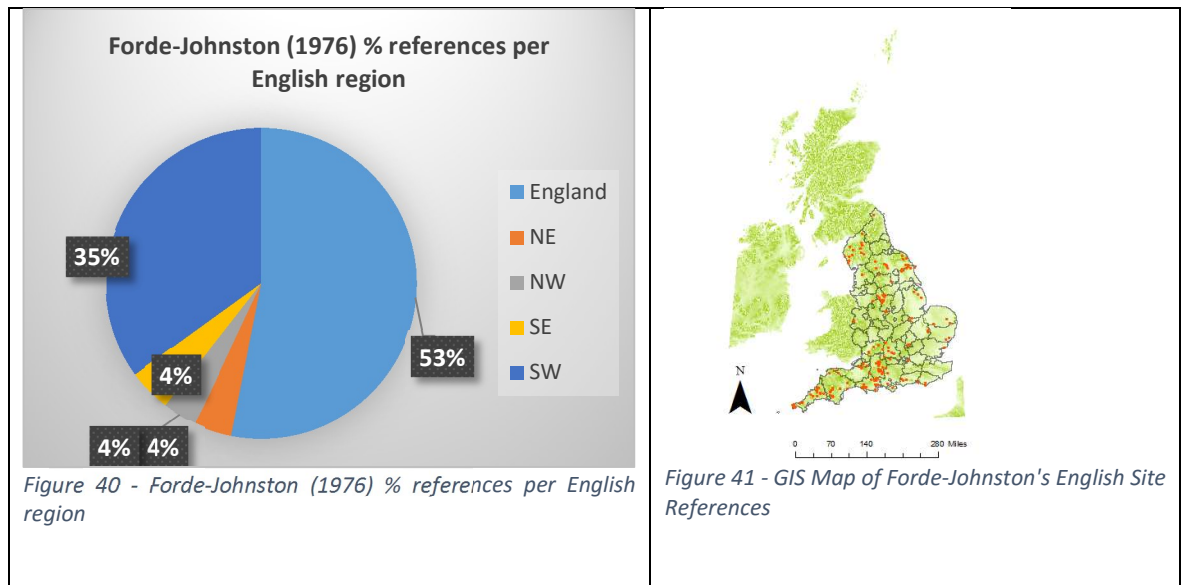 Forde-Johnston (1976) % references per
English region
England
NE
NW
SE
SW
35%
4%
53%
4% 4%
Figure 40 - Forde-Johnston (1976) % references per English
region
N
0 70 140 280 Miles
Figure 41 - GIS Map of Forde-Johnston's English Site
References